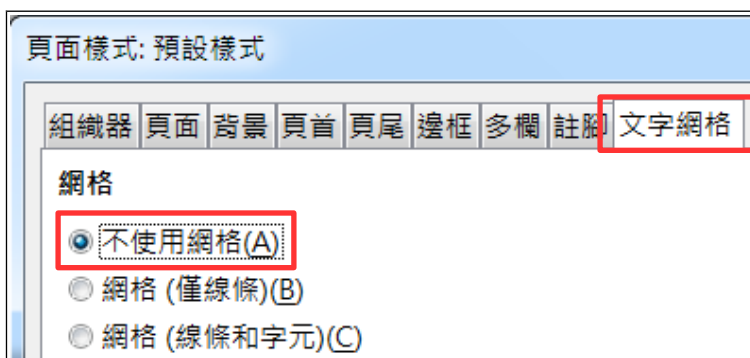 頁面樣式: 預設樣式
組織器 頁面 背景 頁首 頁尾 邊框 多欄 註腳 文字網格
網格
不使用網格(A)
網格 (僅線條)(B)
網格 (線條和字元)(C)